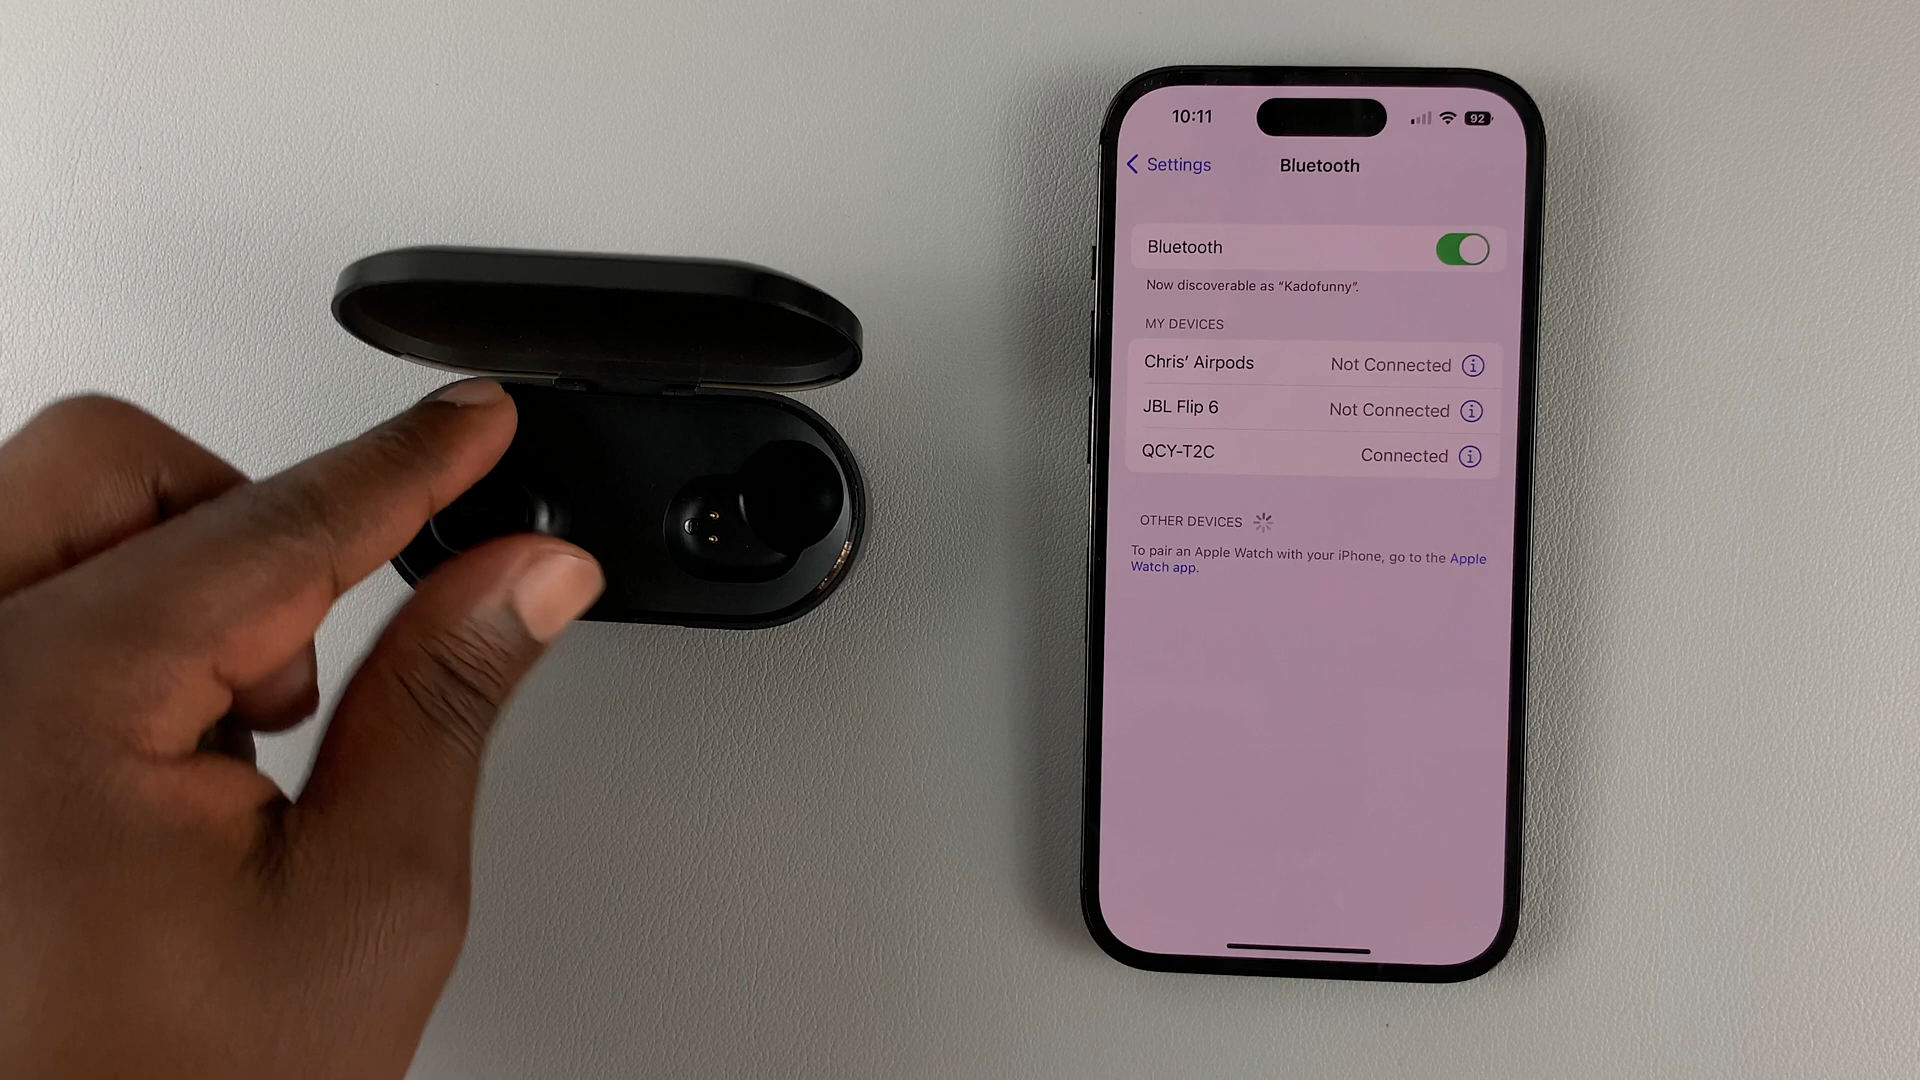 10:11
92
Settings
Bluetooth
Bluetooth
Now discoverable as “Kadofunny”.
MY DEVICES
Chris’ Airpods Not Connected
JBL Flip 6 Not Connected
QCY-T2C Connected
OTHER DEVICES
To pair an Apple Watch with your iPhone, go to the Apple
Watch app.